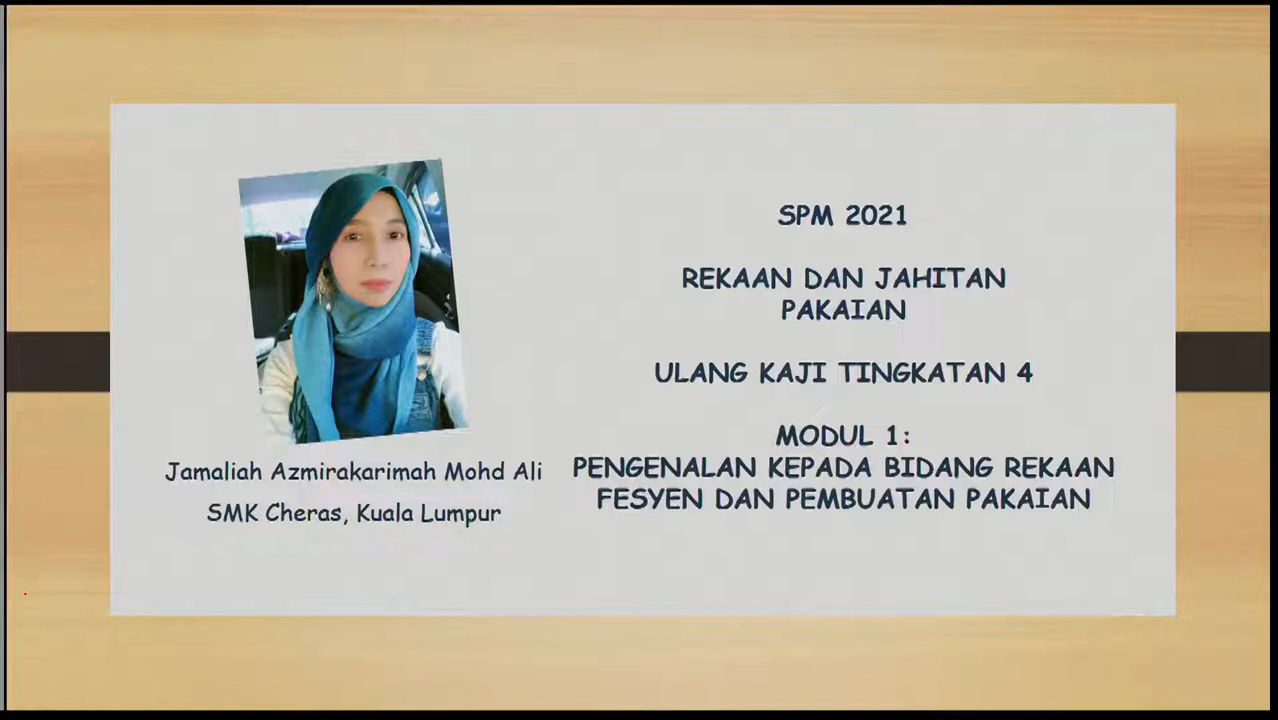 Jamaliah Azmirakarimah Mohd Ali
SMK Cheras, Kuala Lumpur
SPM 2021
REKAAN DAN JAHITAN
PAKAIAN
ULANG KAJI TINGKATAN 4
MODUL 1:
PENGENALAN KEPADA BIDANG REKAAN
FESYEN DAN PEMBUATAN PAKAIAN